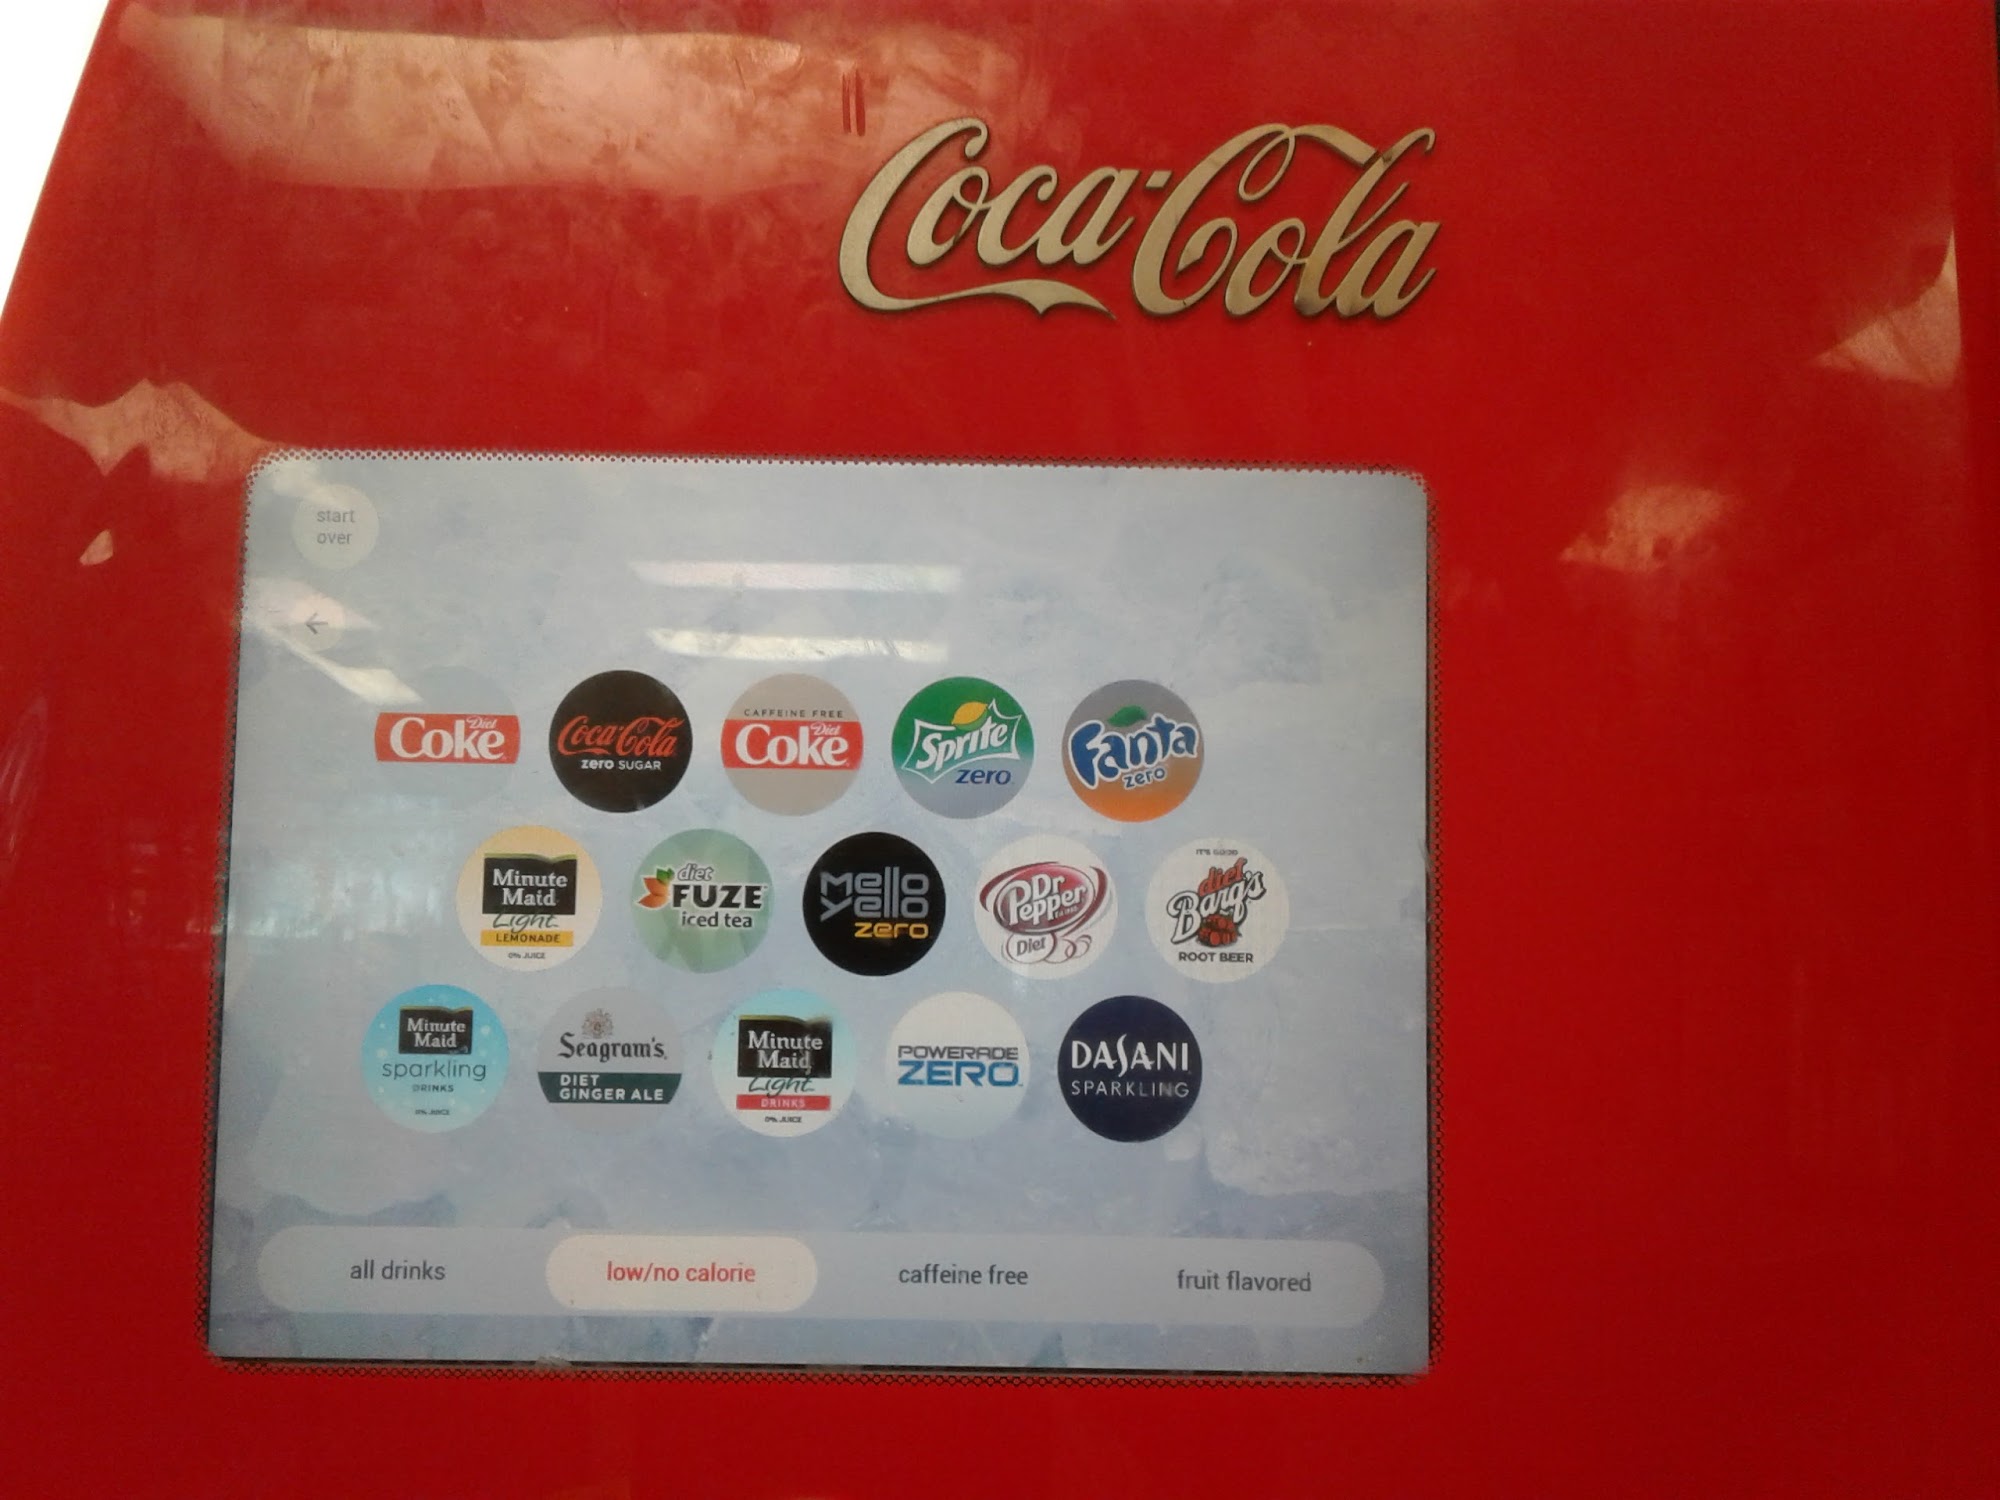 Coca-Cola
start
over
Diet
Coke
Coca-Cola
zero SUGAR
CAFFEINE FREE
Diet
Coke
Sprite
zero
Fanta
zero
Minute
Maid
Light
LEMONADE
0% JUICE
diet
FUZE
iced tea
Mello
Yello
zero
Dr
Pepper
Diet
IT'S GOOD
diet
Barq's
ROOT BEER
Minute
Maid
sparkling
DRINKS
0% JUICE
Seagram's
DIET
GINGER ALE
Minute
Maid
Light
DRINKS
0% JUICE
POWERADE
ZERO
DASANI
SPARKLING
all drinks
low/no calorie
caffeine free
fruit flavored